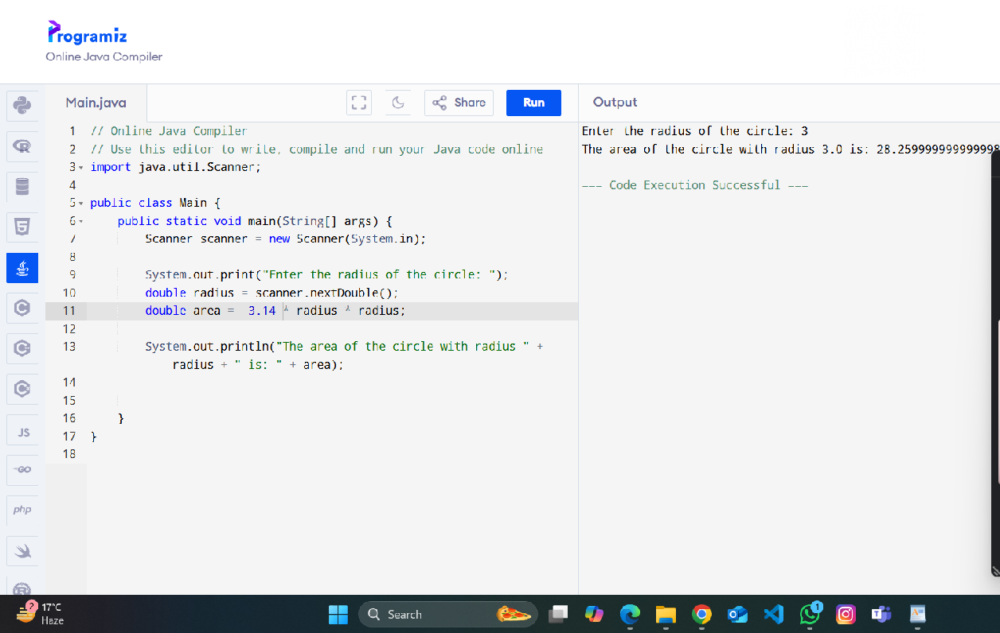 Programiz
Online Java Compiler
Main.java
Share
Run
Output
1 // Online Java Compiler
2 // Use this editor to write, compile and run your Java code online
3 import java.util.Scanner;
4
5 public class Main {
6 public static void main(String[] args) {
7 Scanner scanner = new Scanner(System.in);
8
9 System.out.print("Enter the radius of the circle: ");
10 double radius = scanner.nextDouble();
11 double area = 3.14 * radius * radius;
12
13 System.out.println("The area of the circle with radius " +
radius + " is: " + area);
14
15
16 }
17 }
18
Enter the radius of the circle: 3
The area of the circle with radius 3.0 is: 28.259999999999998
=== Code Execution Successful ===
JS
GO
php
2
17°C
Haze
Search
1